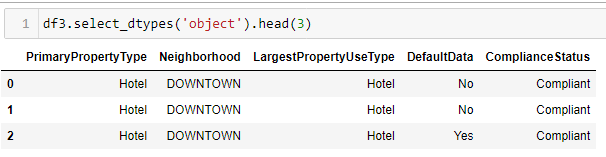 1 df3.select_dtypes('object').head(3)
PrimaryPropertyType Neighborhood LargestPropertyUseType DefaultData ComplianceStatus
0 Hotel DOWNTOWN Hotel No Compliant
1 Hotel DOWNTOWN Hotel No Compliant
2 Hotel DOWNTOWN Hotel Yes Compliant